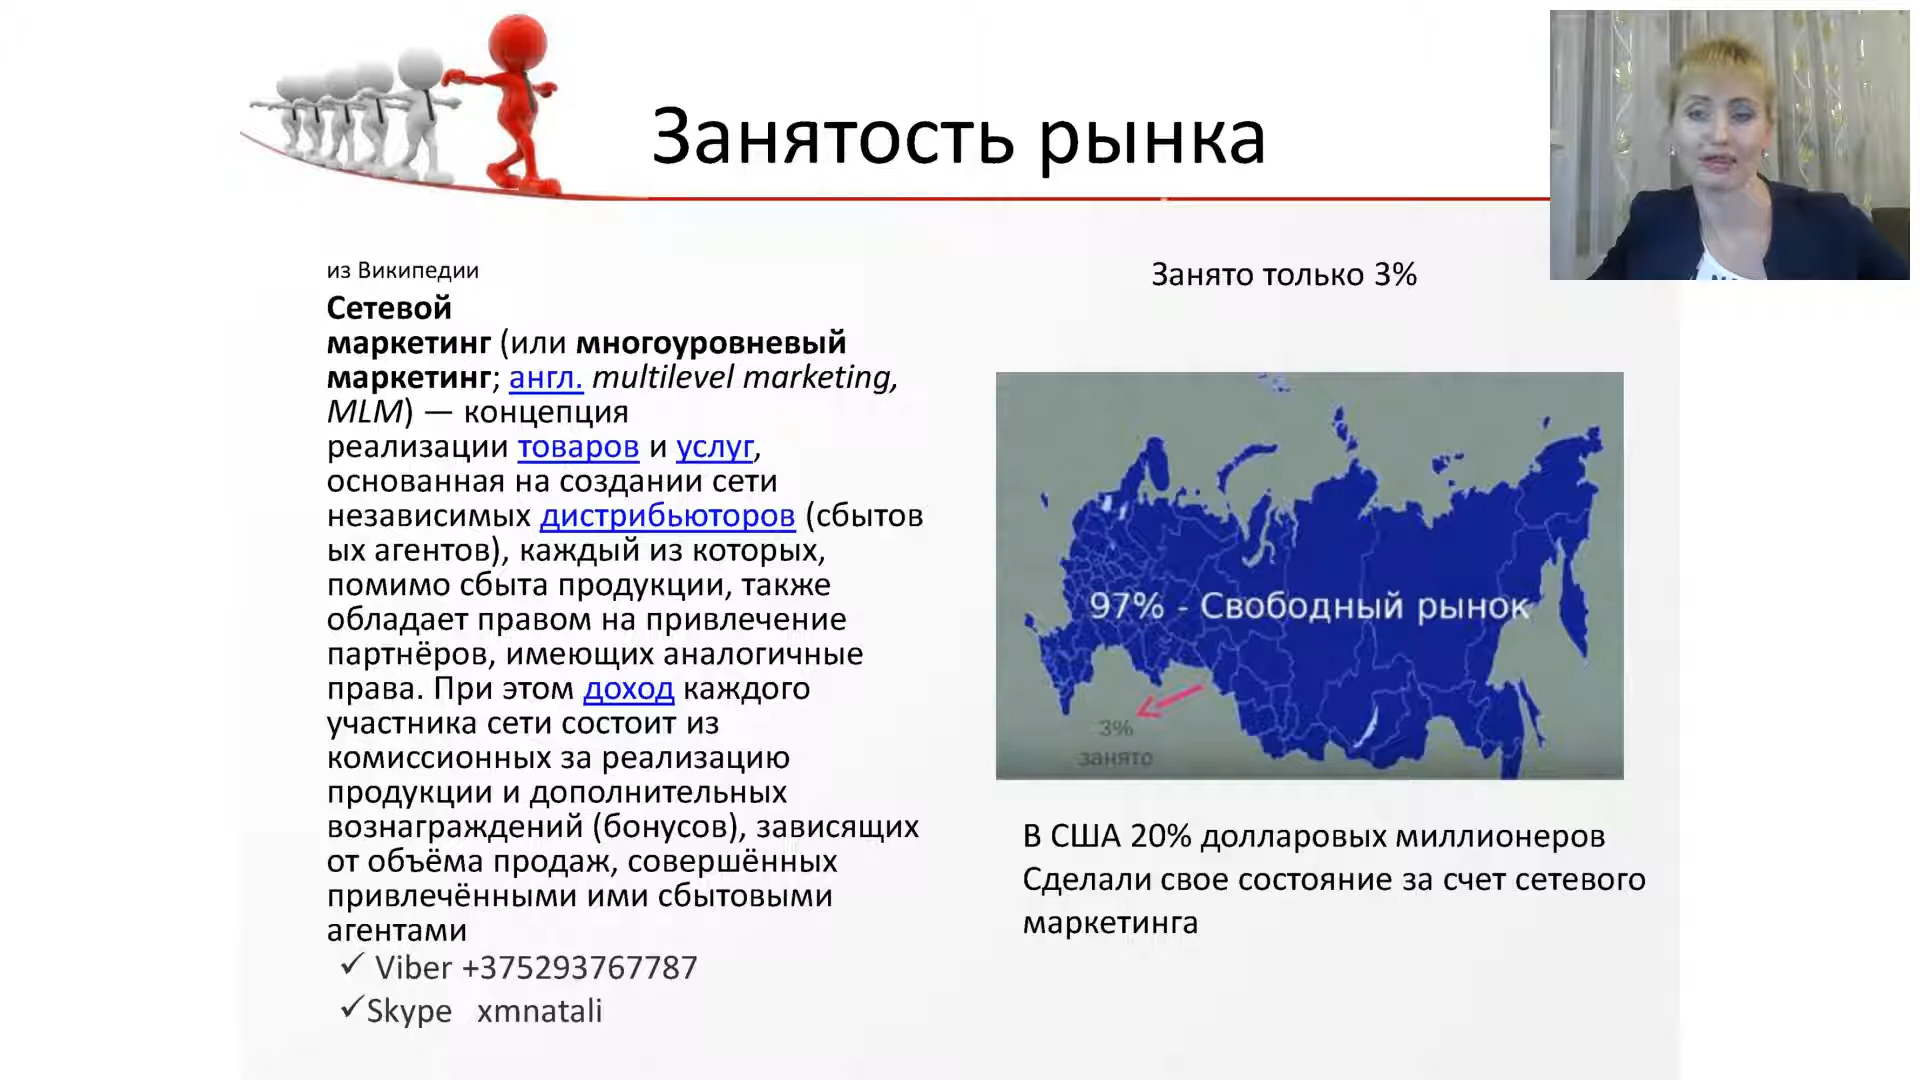 Занятость рынка
из Википедии
Сетевой
маркетинг (или многоуровневый
маркетинг; англ. multilevel marketing,
MLM) — концепция
реализации товаров и услуг,
основанная на создании сети
независимых дистрибьюторов (сбытов
ых агентов), каждый из которых,
помимо сбыта продукции, также
обладает правом на привлечение
партнёров, имеющих аналогичные
права. При этом доход каждого
участника сети состоит из
комиссионных за реализацию
продукции и дополнительных
вознаграждений (бонусов), зависящих
от объёма продаж, совершённых
привлечёнными ими сбытовыми
агентами
Viber +375293767787
Skype xmnatali
Занято только 3%
97% - Свободный рынок
3%
занято
В США 20% долларовых миллионеров
Сделали свое состояние за счет сетевого
маркетинга